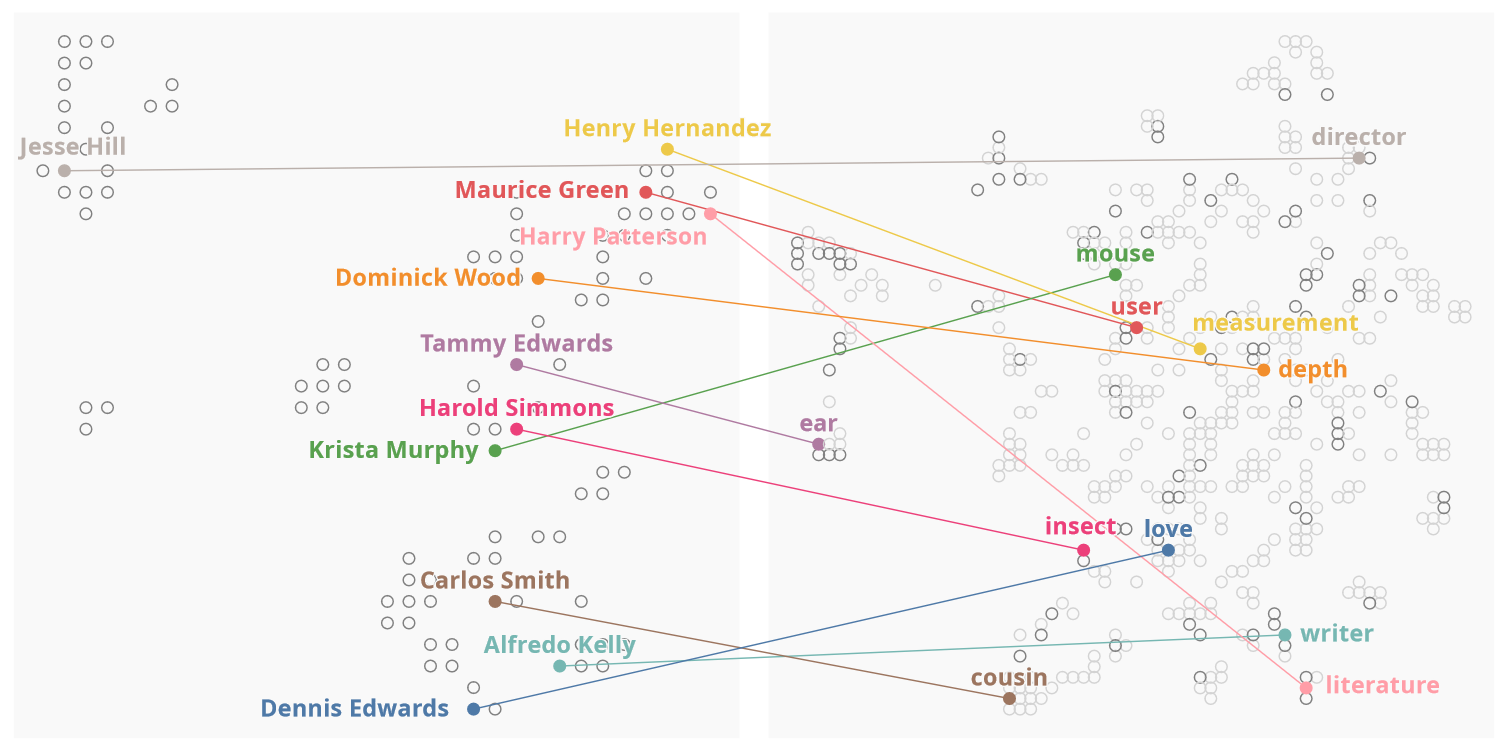 Henry Hernandez
director
Jesse Hill
Maurice Green
Harry Patterson
mouse
Dominick Wood
user
measurement
Tammy Edwards
depth
Harold Simmons
ear
Krista Murphy
insect
love
Carlos Smith
writer
Alfredo Kelly
cousin
literature
Dennis Edwards